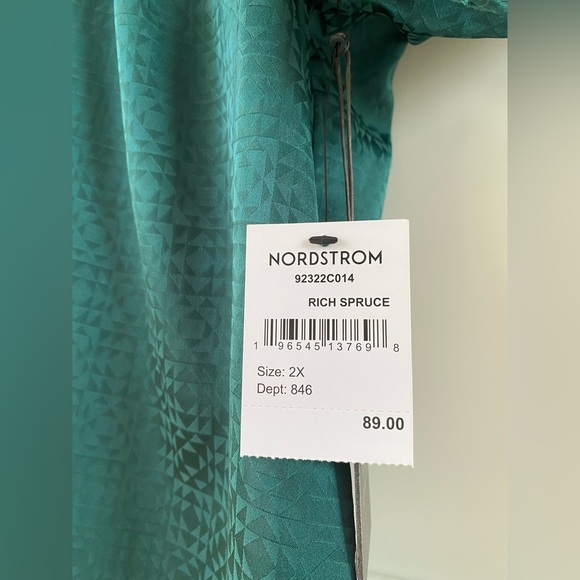 NORDSTROM
92322C014
RICH SPRUCE
1 96545 13769 8
Size: 2X
Dept: 846
89.00